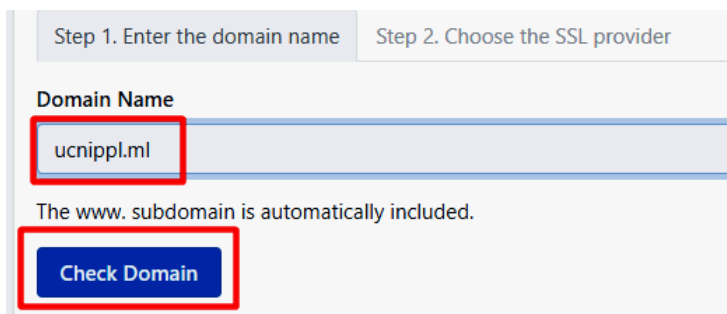 Step 1. Enter the domain name Step 2. Choose the SSL provider
Domain Name
ucnippl.ml
The www. subdomain is automatically included.
Check Domain